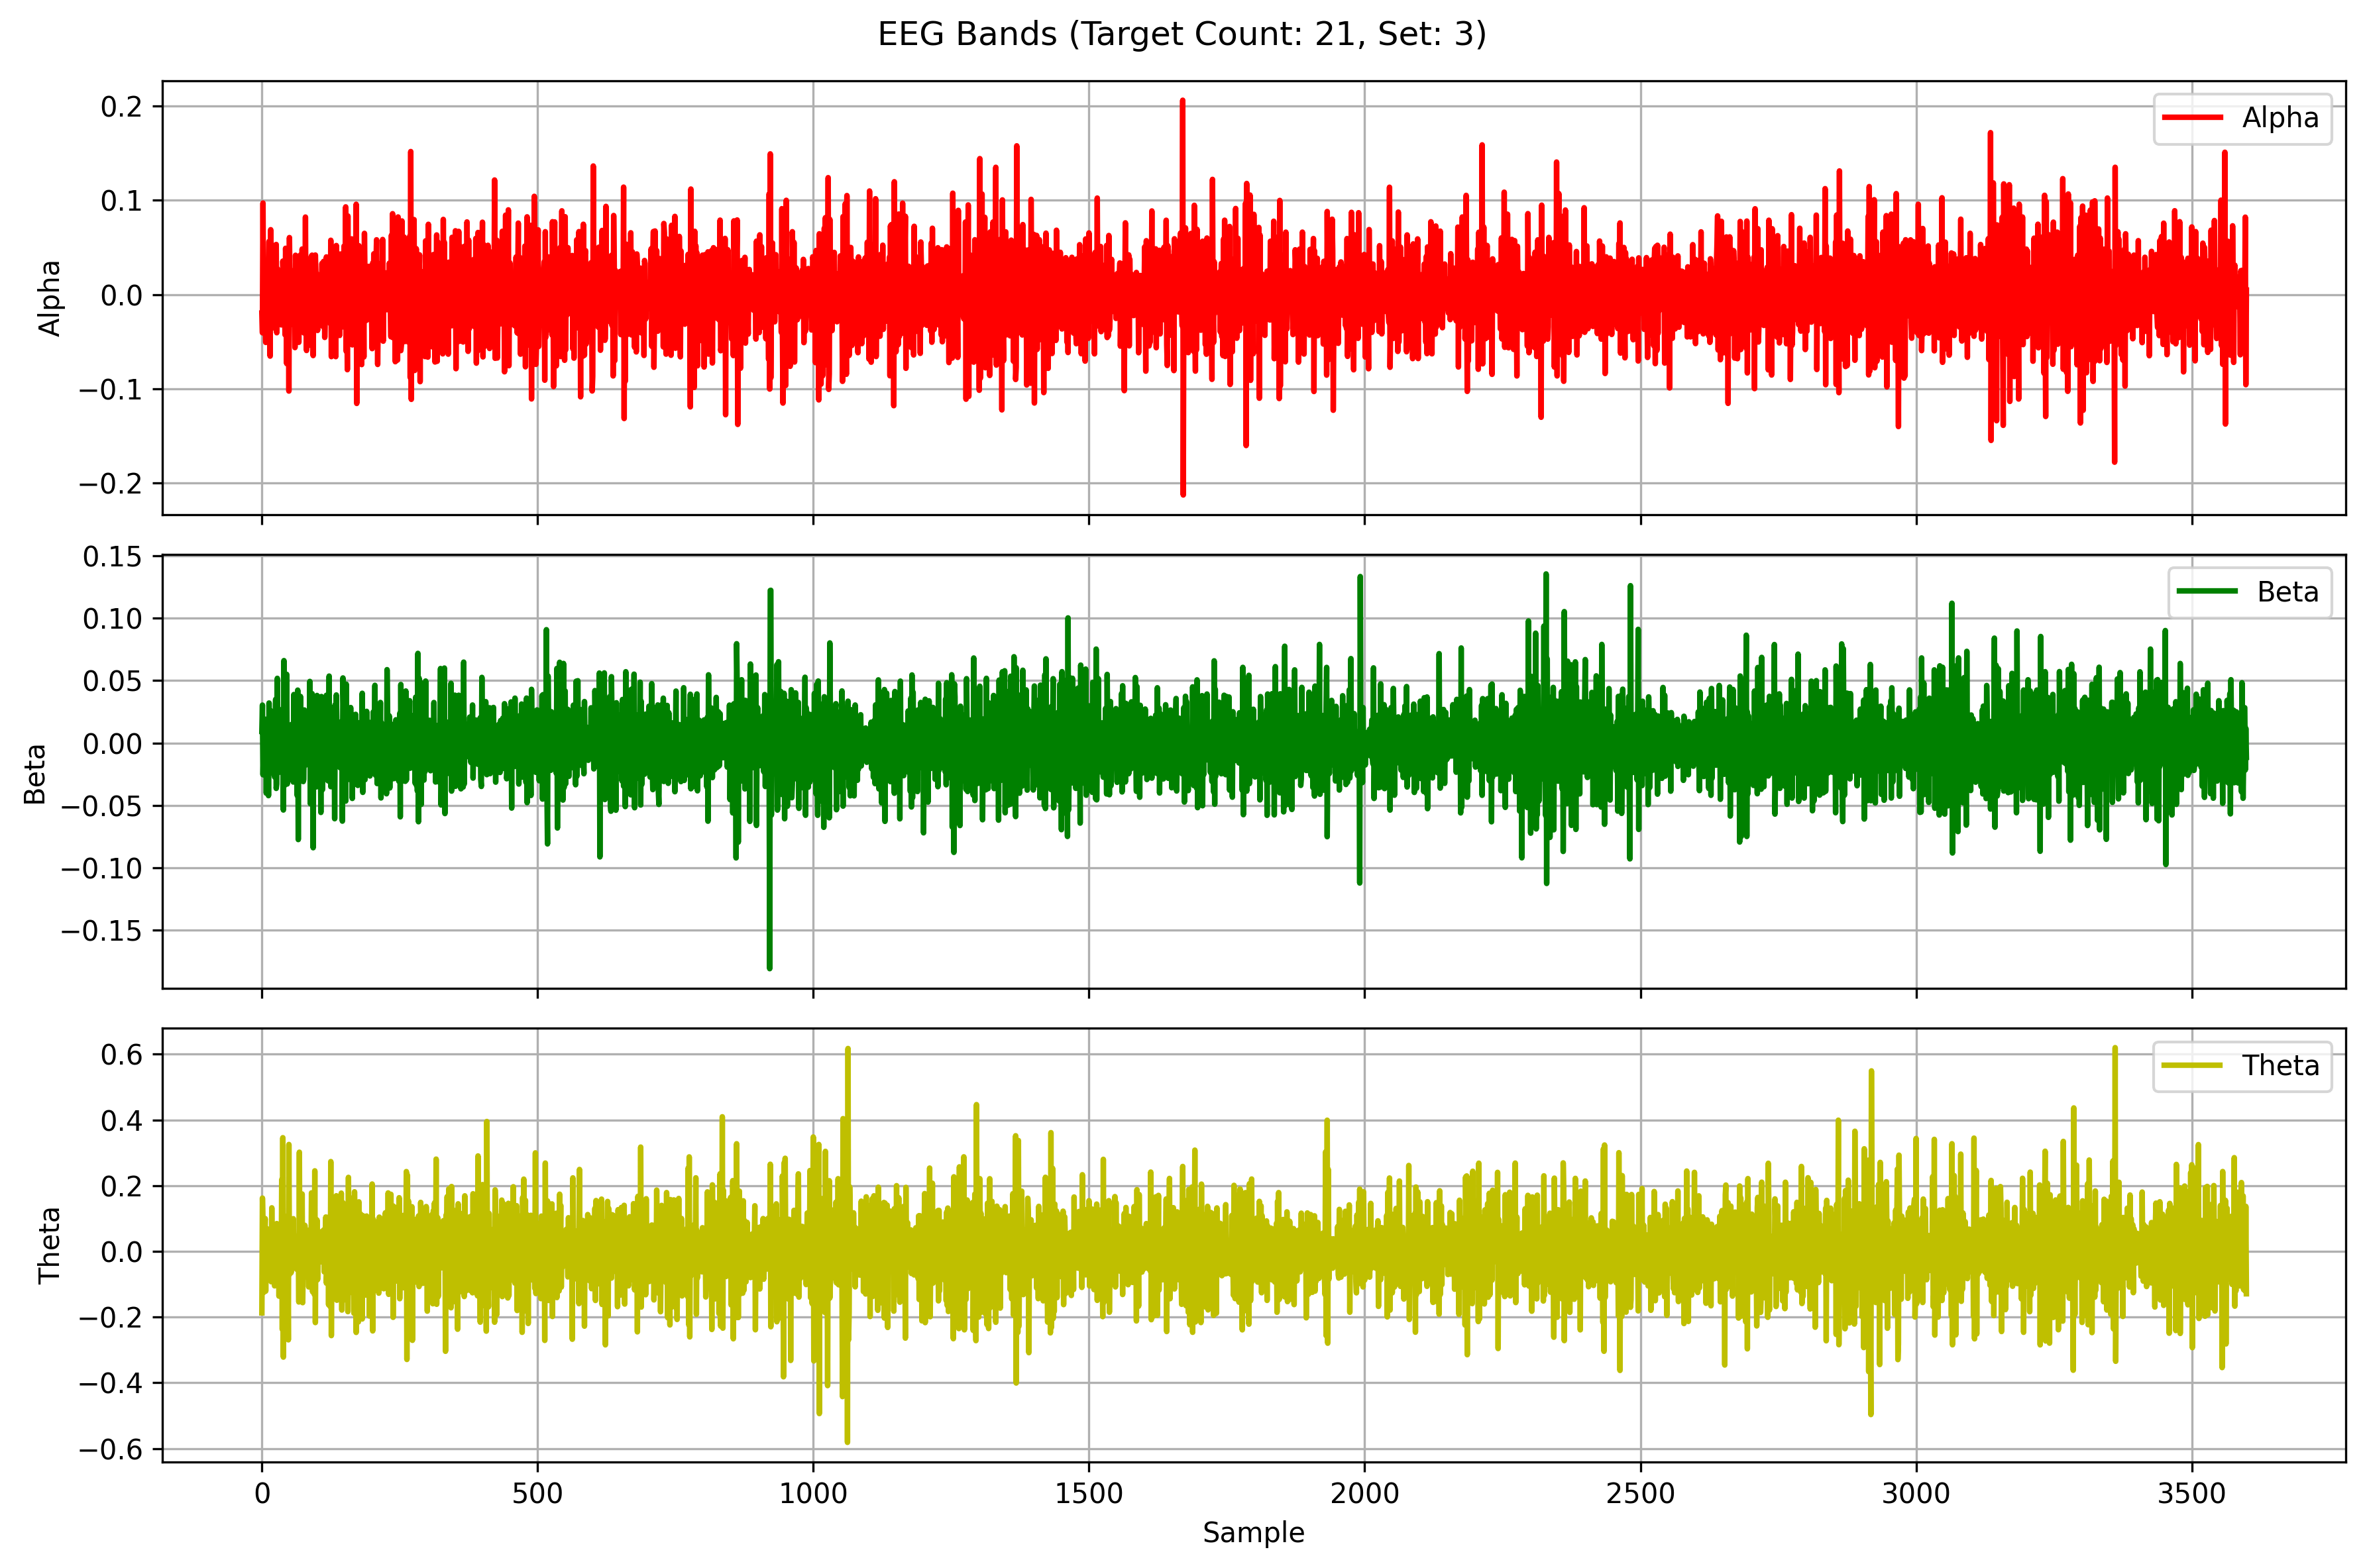 EEG Bands (Target Count: 21, Set: 3)
0.2
0.1
0.0
−0.1
−0.2
Alpha
Alpha
0.15
0.10
0.05
0.00
−0.05
−0.10
−0.15
Beta
Beta
0.6
0.4
0.2
0.0
−0.2
−0.4
−0.6
Theta
Theta
0 500 1000 1500 2000 2500 3000 3500
Sample